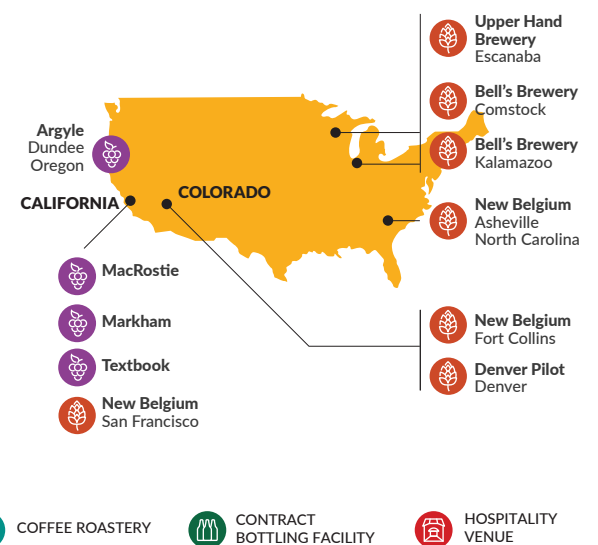 Upper Hand
Brewery
Escanaba
Bell's Brewery
Comstock
Bell's Brewery
Kalamazoo
Argyle
Dundee
Oregon
CALIFORNIA
COLORADO
New Belgium
Asheville
North Carolina
MacRostie
Markham
Textbook
New Belgium
San Francisco
New Belgium
Fort Collins
Denver Pilot
Denver
COFFEE ROASTERY
CONTRACT
BOTTLING FACILITY
HOSPITALITY
VENUE